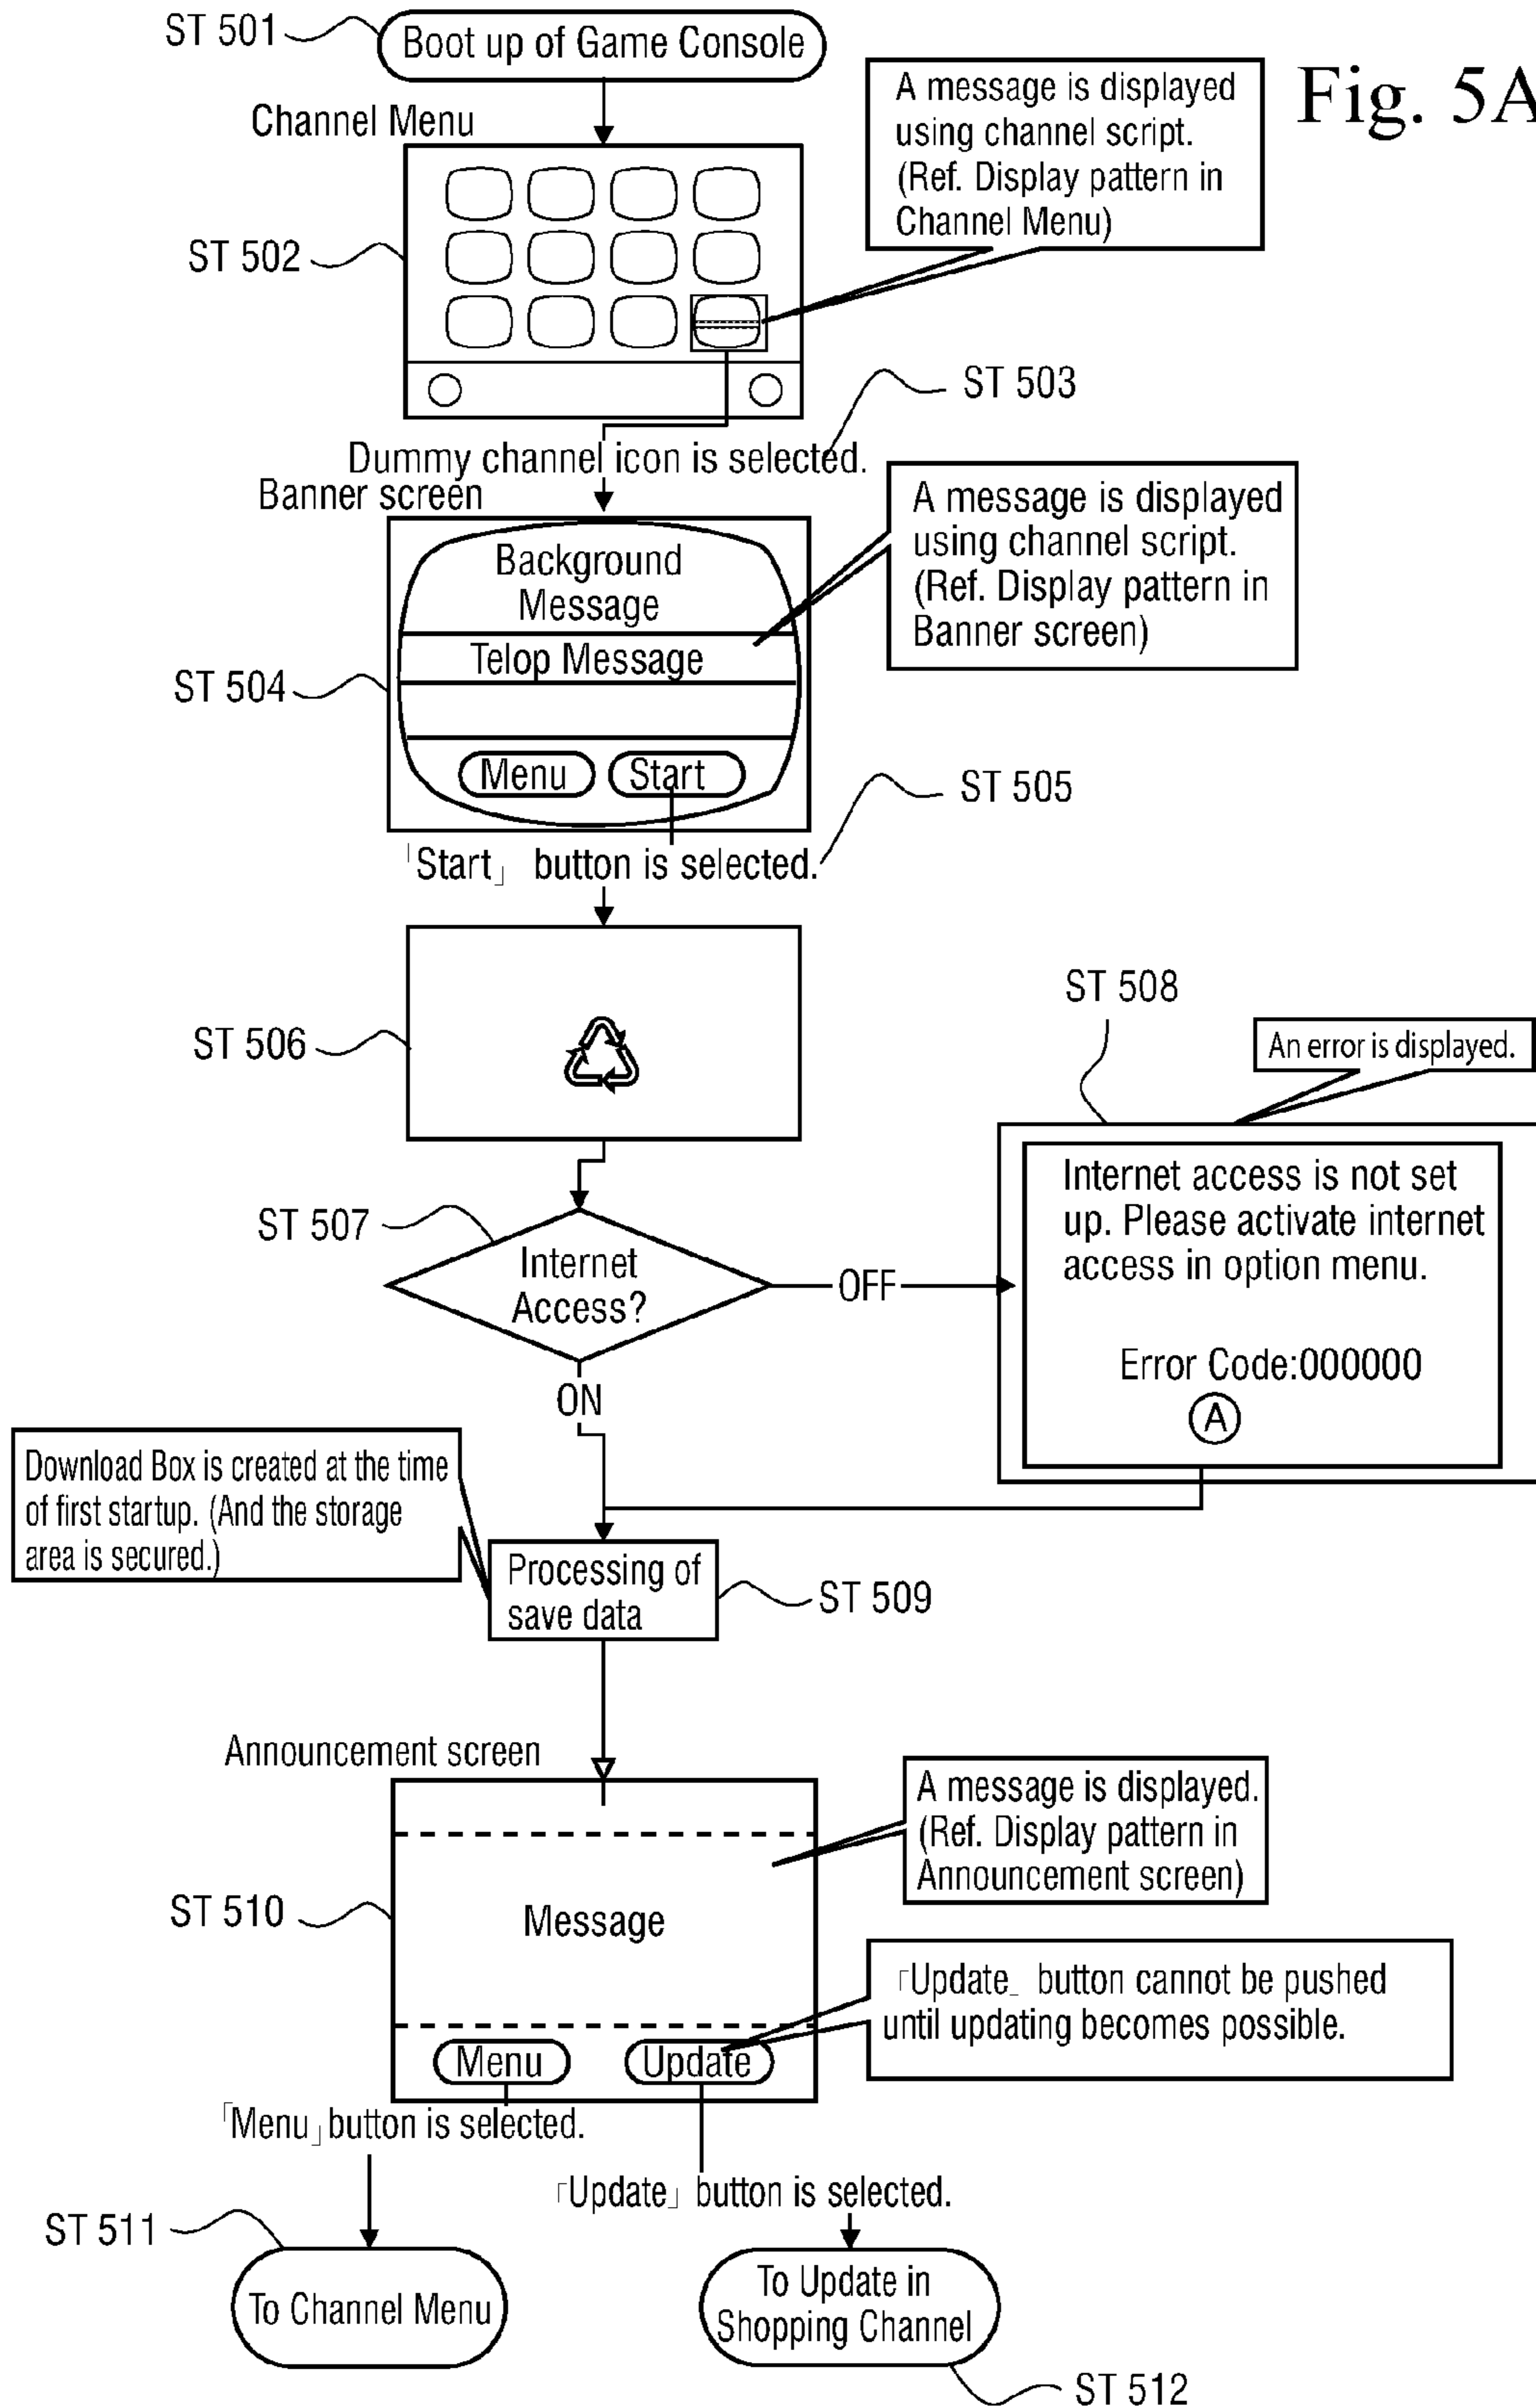 ST 501
Boot up of Game Console
Fig. 5A
Channel Menu
A message is displayed
using channel script.
(Ref. Display pattern in
Channel Menu)
ST 502
ST 503
Dummy channel icon is selected.
Banner screen
A message is displayed
using channel script.
(Ref. Display pattern in
Banner screen)
Background
Message
Telop Message
ST 504
Menu
Start
ST 505
「Start」 button is selected.
ST 506
ST 508
An error is displayed.
Internet access is not set
up. Please activate internet
access in option menu.
Error Code:000000
A
ST 507
Internet
Access?
OFF
ON
Download Box is created at the time
of first startup. (And the storage
area is secured.)
Processing of
save data
ST 509
Announcement screen
A message is displayed.
(Ref. Display pattern in
Announcement screen)
ST 510
Message
「Update」 button cannot be pushed
until updating becomes possible.
Menu
Update
「Menu」button is selected.
「Update」 button is selected.
ST 511
To Channel Menu
To Update in
Shopping Channel
ST 512